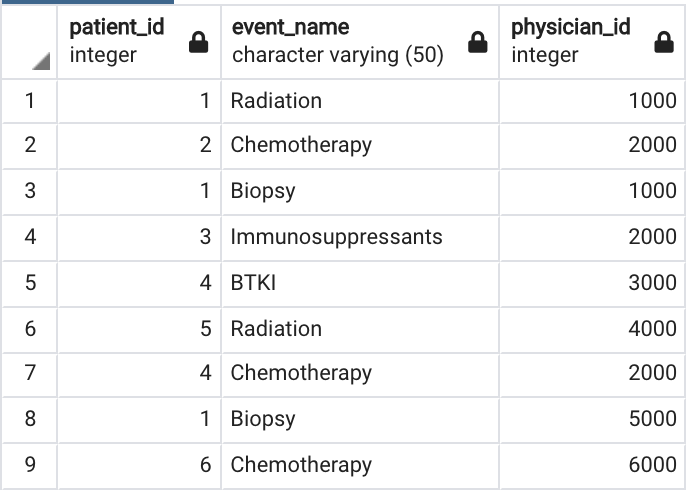 patient_id event_name physician_id
integer character varying (50) integer
1 1 Radiation 1000
2 2 Chemotherapy 2000
3 1 Biopsy 1000
4 3 Immunosuppressants 2000
5 4 BTKI 3000
6 5 Radiation 4000
7 4 Chemotherapy 2000
8 1 Biopsy 5000
9 6 Chemotherapy 6000